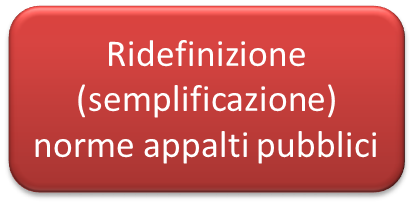 Ridefinizione
(semplificazione)
norme appalti pubblici